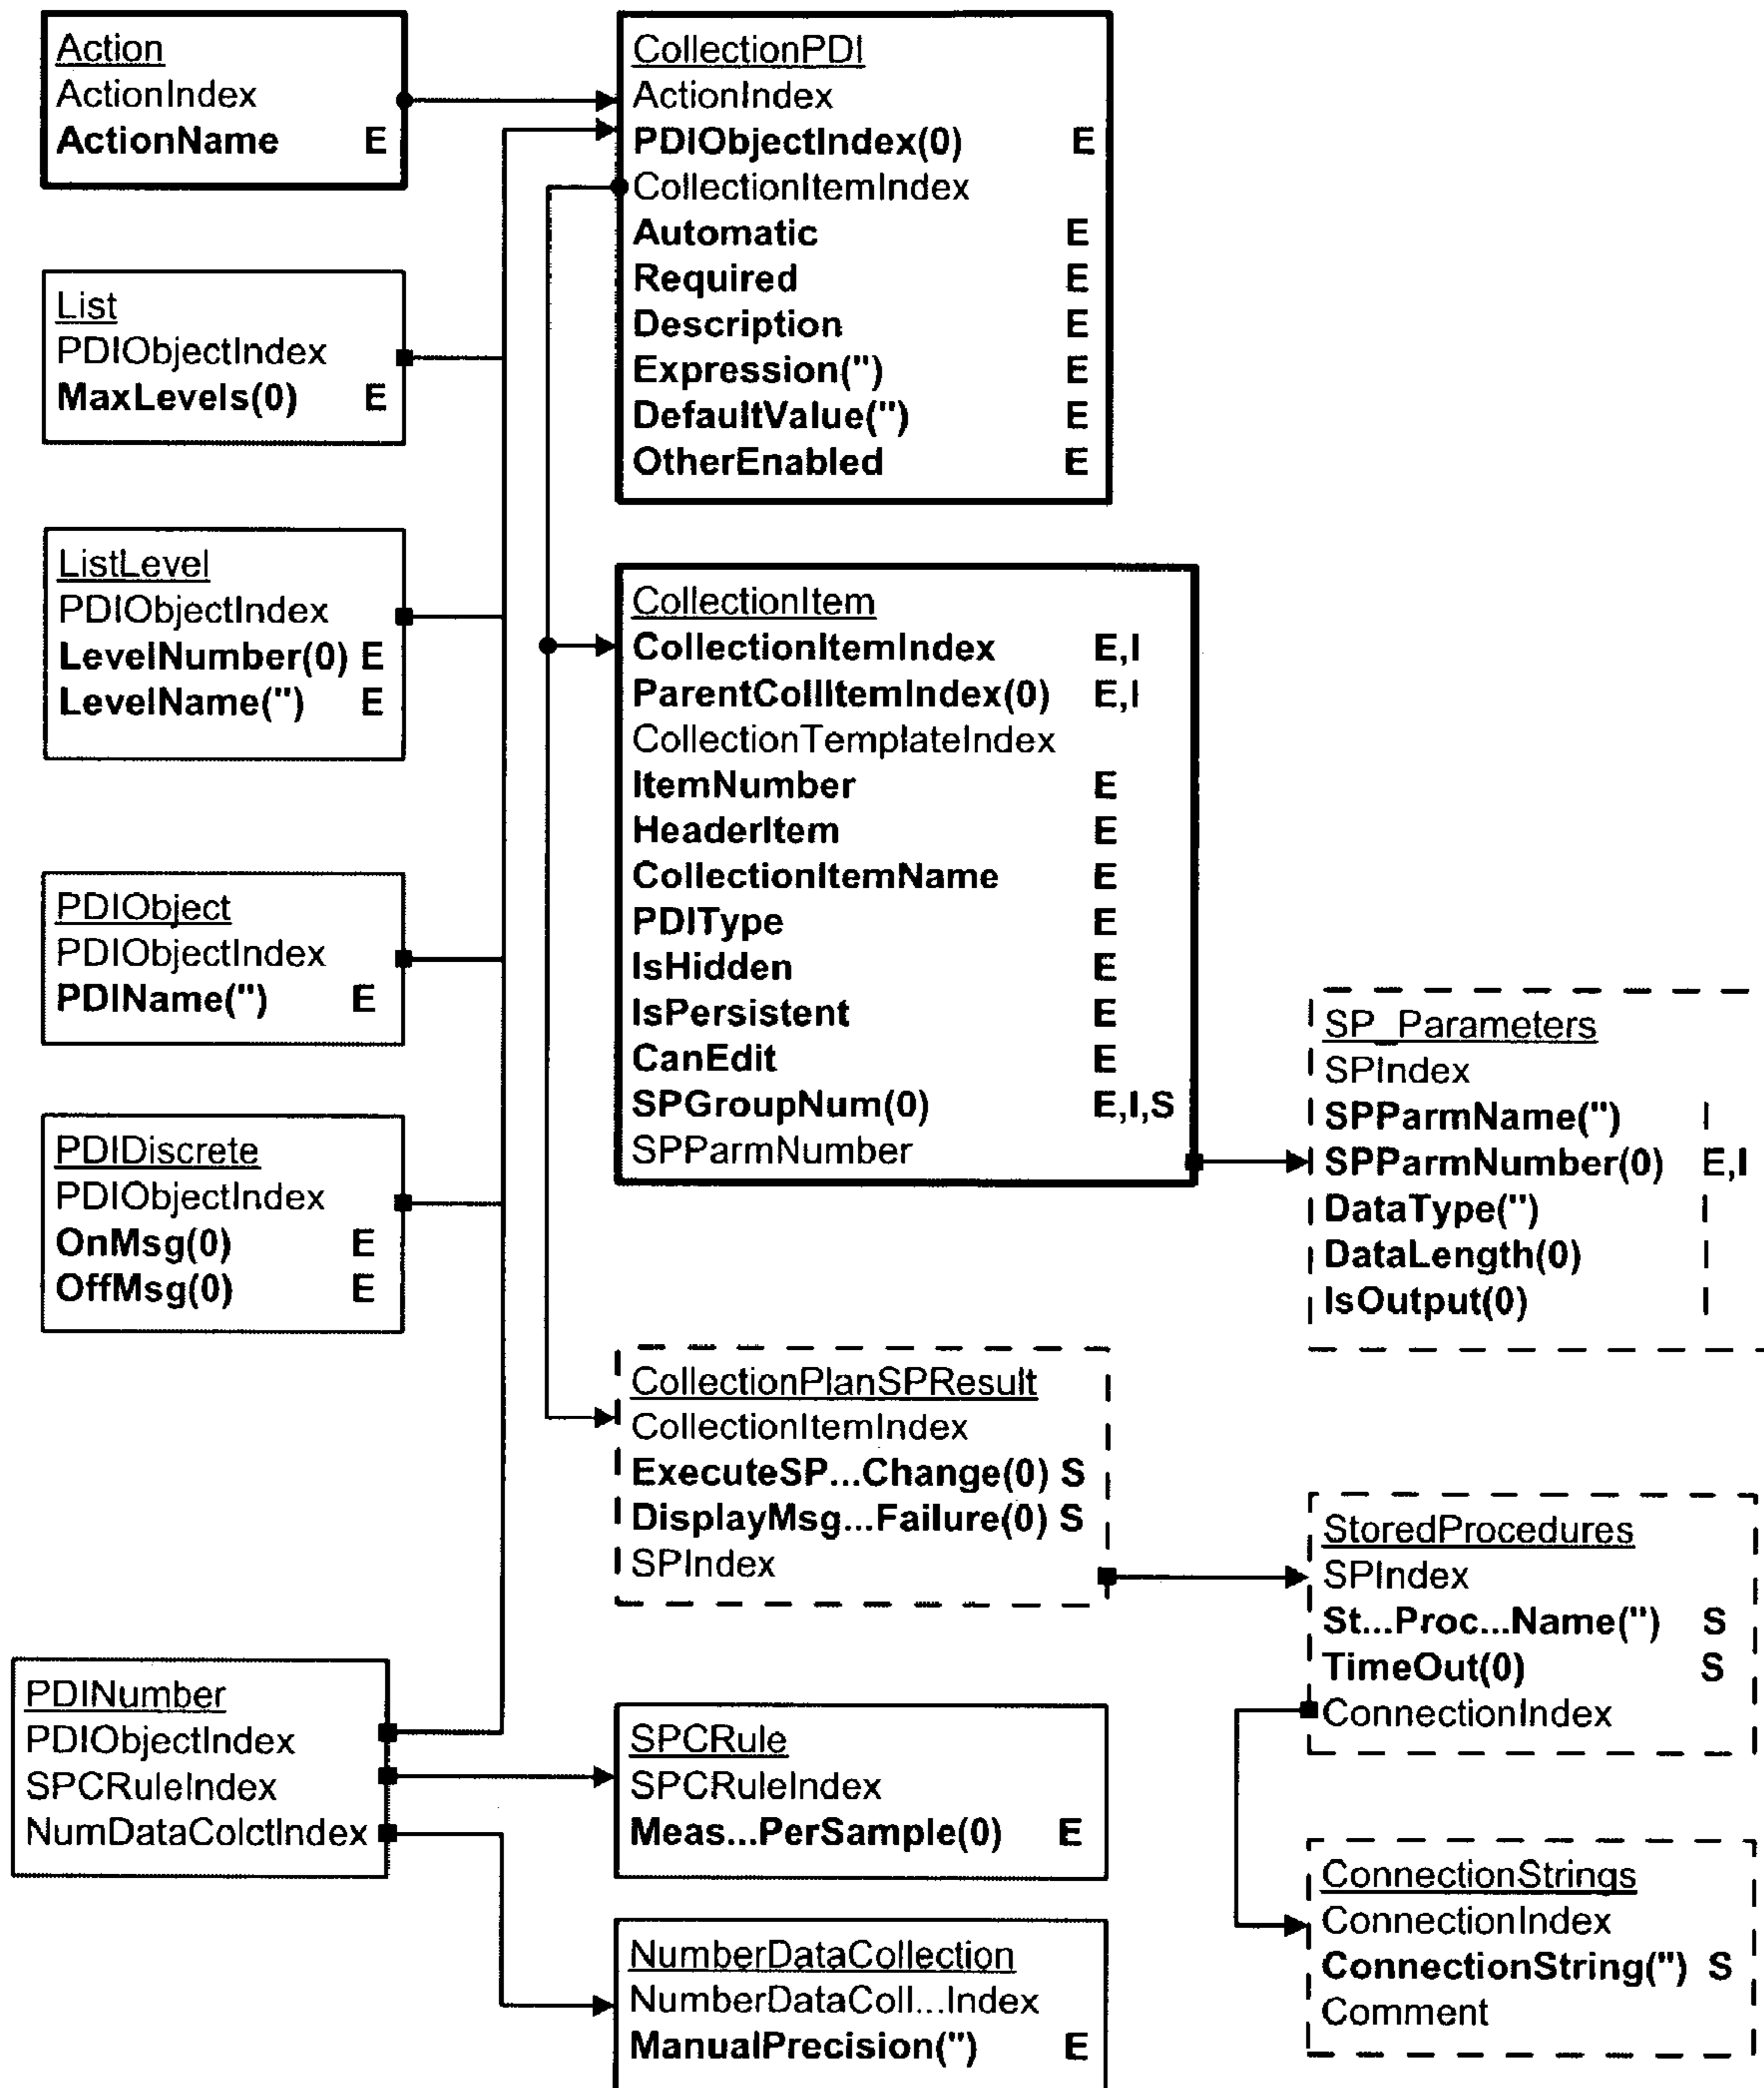 Action
ActionIndex
ActionName E
List
PDIObjectIndex
MaxLevels(0) E
ListLevel
PDIObjectIndex
LevelNumber(0) E
LevelName('') E
PDIObject
PDIObjectIndex
PDIName('') E
PDIDiscrete
PDIObjectIndex
OnMsg(0) E
OffMsg(0) E
PDINumber
PDIObjectIndex
SPCRuleIndex
NumDataColctIndex
CollectionPDI
ActionIndex
PDIObjectIndex(0) E
CollectionItemIndex
Automatic E
Required E
Description E
Expression('') E
DefaultValue('') E
OtherEnabled E
CollectionItem
CollectionItemIndex E,I
ParentCollItemIndex(0) E,I
CollectionTemplateIndex
ItemNumber E
HeaderItem E
CollectionItemName E
PDIType E
IsHidden E
IsPersistent E
CanEdit E
SPGroupNum(0) E,I,S
SPParmNumber
CollectionPlanSPResult
CollectionItemIndex
ExecuteSP...Change(0) S
DisplayMsg...Failure(0) S
SPIndex
SPCRule
SPCRuleIndex
Meas...PerSample(0) E
NumberDataCollection
NumberDataColl...Index
ManualPrecision('') E
SP_Parameters
SPIndex
SPParmName('') I
SPParmNumber(0) E,I
DataType('') I
DataLength(0) I
IsOutput(0) I
StoredProcedures
SPIndex
St...Proc...Name('') S
TimeOut(0) S
ConnectionIndex
ConnectionStrings
ConnectionIndex
ConnectionString('') S
Comment